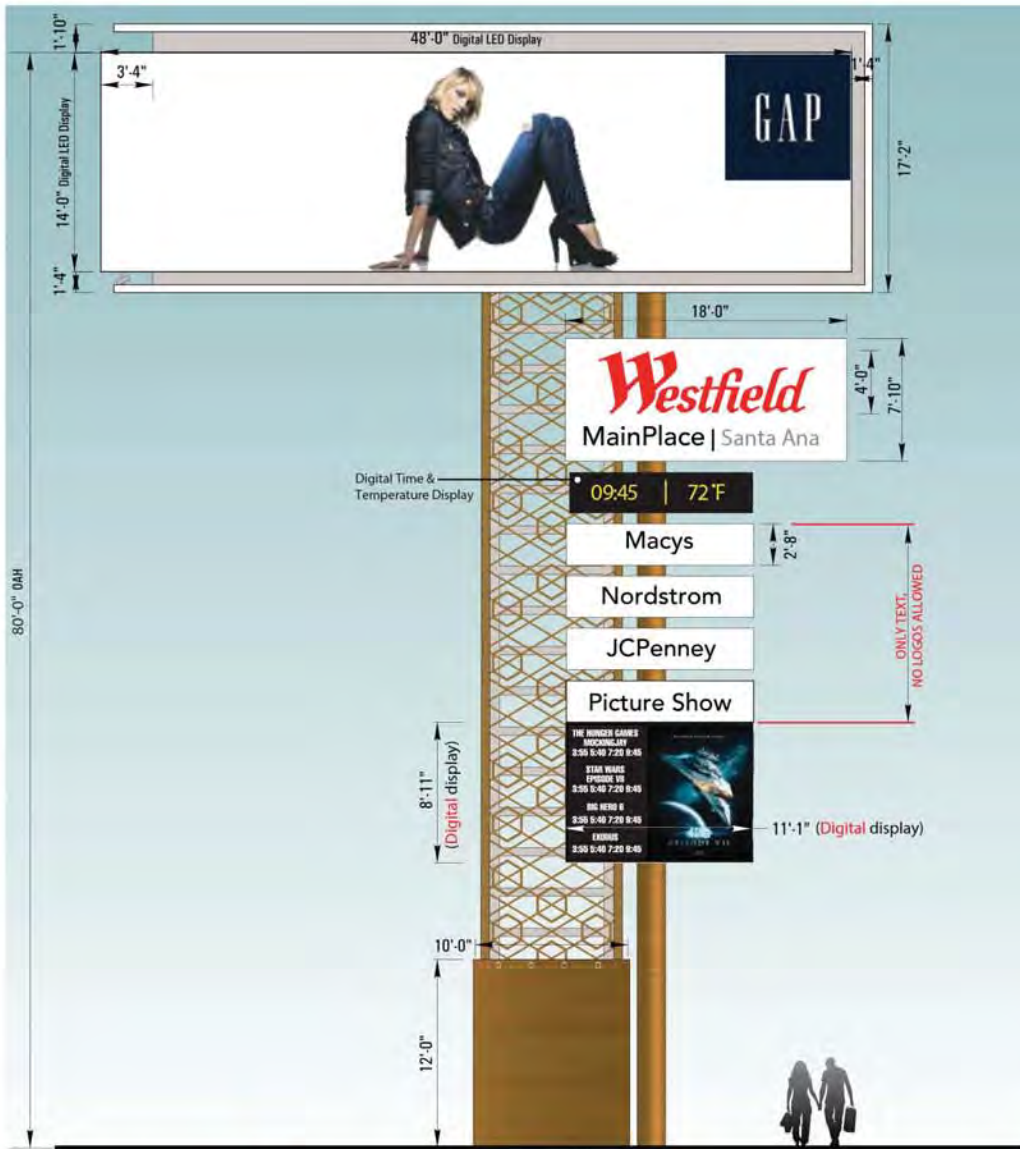 1'-10"
48'-0" Digital LED Display
3'-4"
1'-4"
GAP
14'-0" Digital LED Display
17'-2"
1'-4"
18'-0"
Westfield
MainPlace | Santa Ana
4'-0"
7'-10"
Digital Time &
Temperature Display
09:45 | 72°F
Macys
2'-8"
Nordstrom
JCPenney
Picture Show
ONLY TEXT,
NO LOGOS ALLOWED
80'-0" OAH
THE HUNGER GAMES
MOCKINGJAY
3:55 5:40 7:20 9:45
STAR WARS
EPISODE VII
3:55 5:40 7:20 9:45
BIG HERO 6
3:55 5:40 7:20 9:45
EXODUS
3:55 5:40 7:20 9:45
8'-11"
(Digital display)
11'-1" (Digital display)
10'-0"
12'-0"